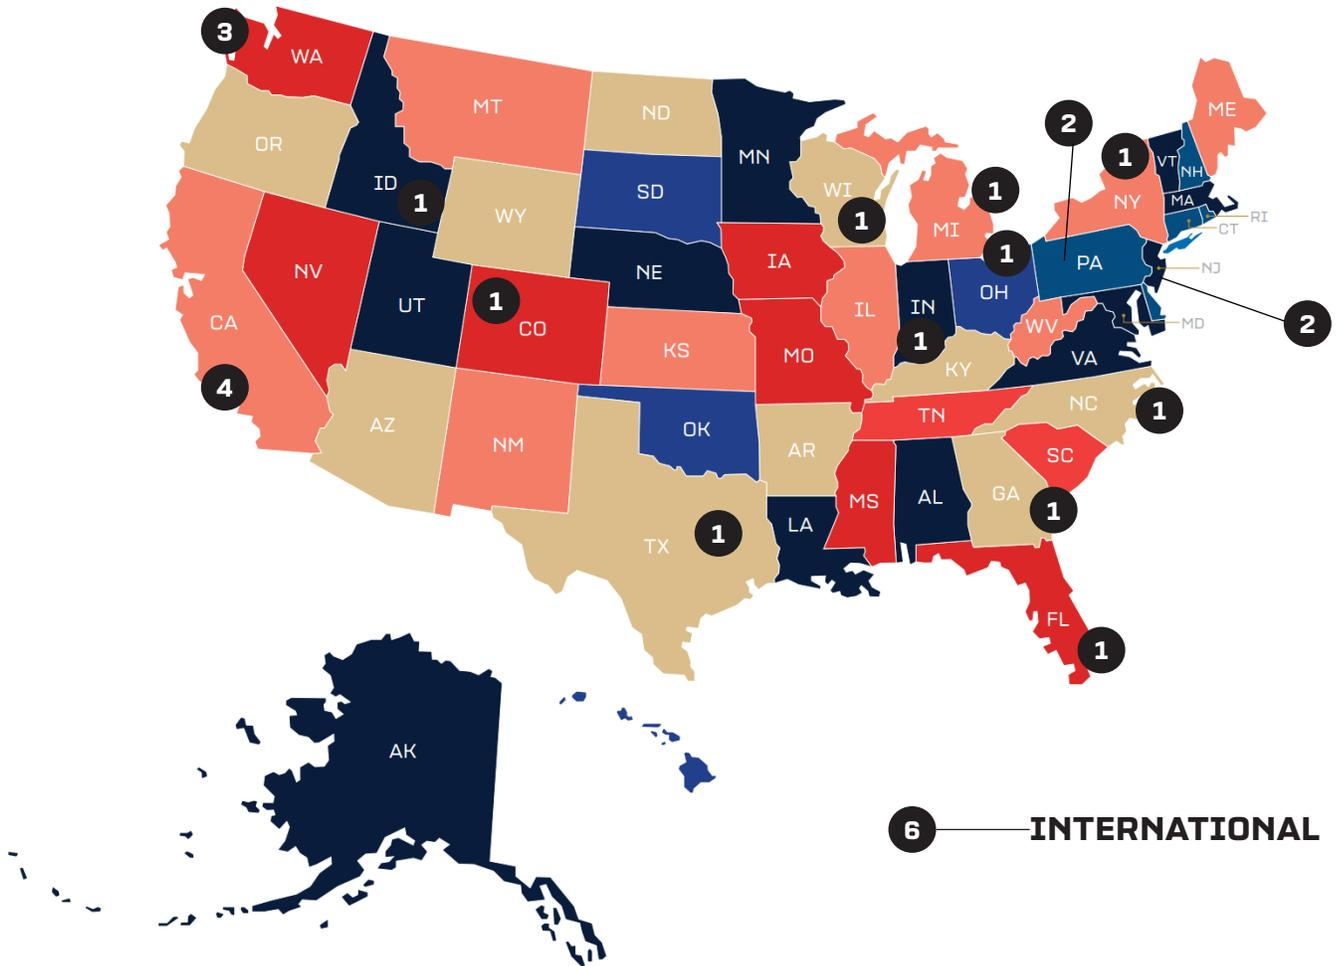 3
WA
MT
ND
MN
ME
2
OR
ID
1
WY
SD
WI
1
MI
1
1
NY
VT
NH
MA
RI
CT
NV
UT
1
CO
NE
IA
IL
IN
1
OH
1
PA
NJ
2
MD
CA
4
KS
MO
KY
WV
VA
AZ
NM
OK
AR
TN
NC
1
SC
TX
1
LA
MS
AL
GA
1
FL
1
AK
6 INTERNATIONAL